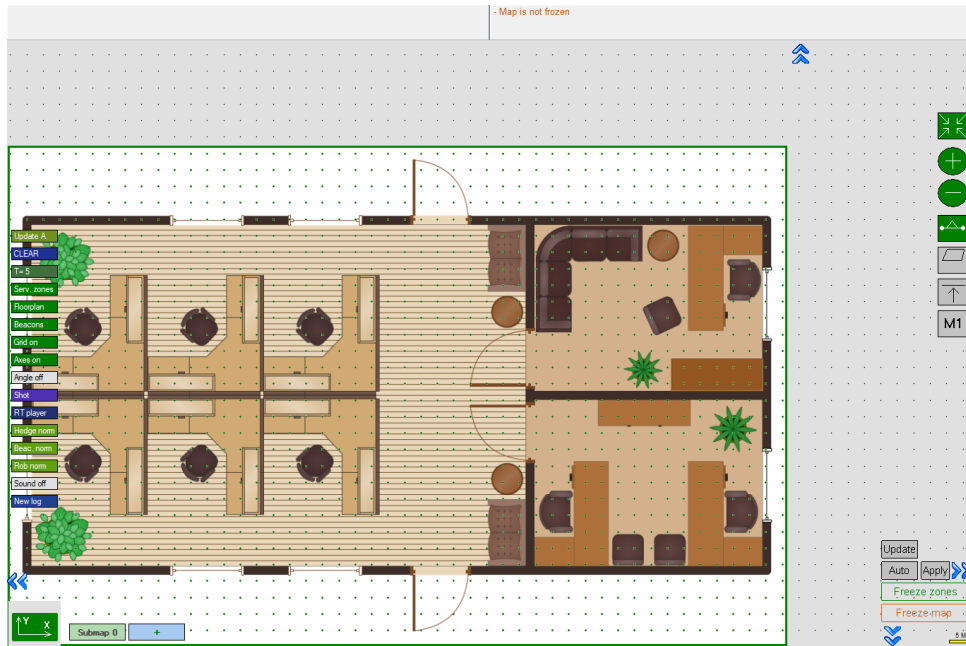 - Map is not frozen
Update A
CLEAR
T= 5
Serv. zones
Floorplan
Beacons
Grid on
Axes on
Angle off
Shot
RT player
Hedge norm
Beac. norm
Rob norm
Sound off
New log
M1
Update
Auto
Apply
Freeze zones
Freeze map
Y
X
Submap 0
+
5 M